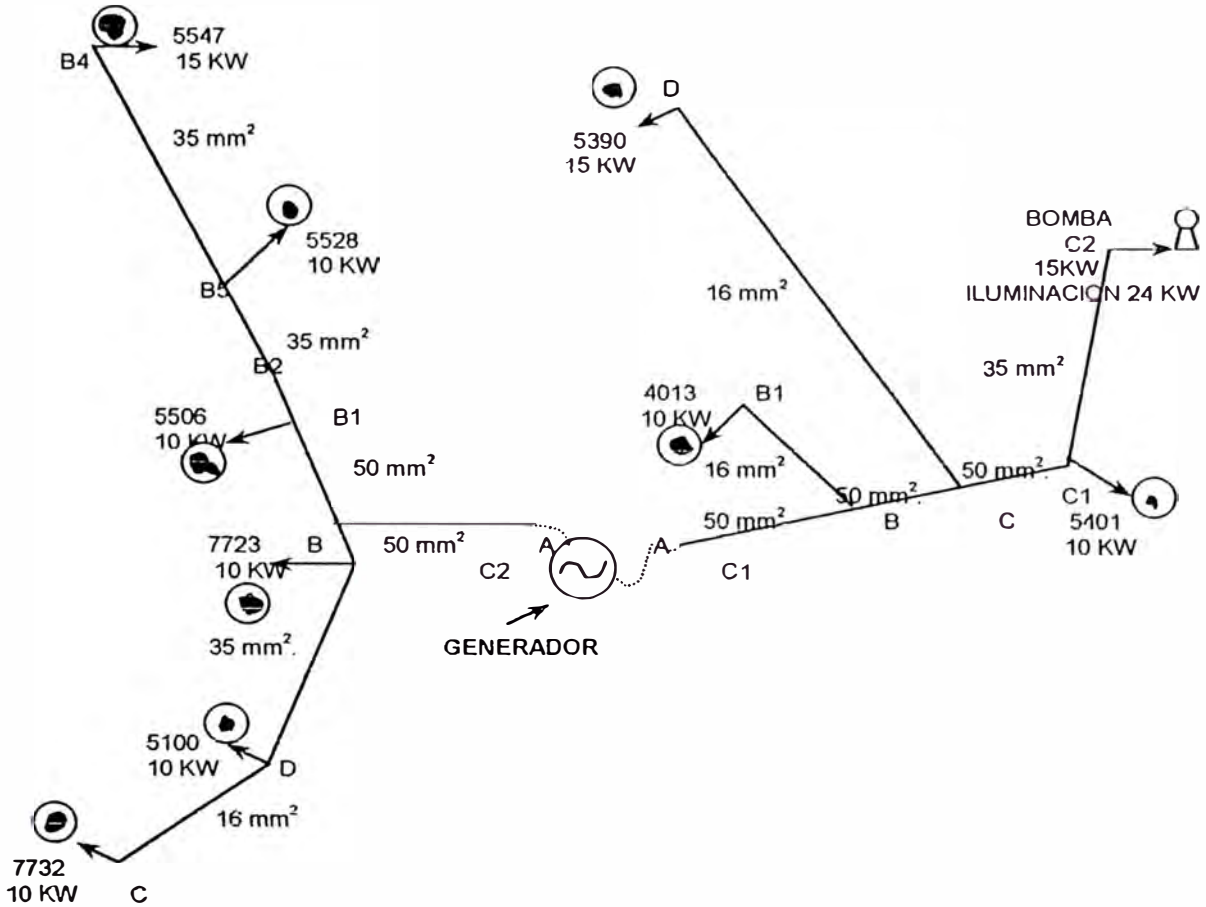 5547
15 KW
B4
35 mm²
5528
10 KW
B5
35 mm²
B2
5506
10 KW
B1
50 mm²
7723
10 KW
B
50 mm²
A
C2
35 mm².
GENERADOR
5100
10 KW
D
16 mm²
7732
10 KW
C
D
5390
15 KW
16 mm²
BOMBA
C2
15KW
ILUMINACION 24 KW
35 mm²
4013
10 KW
B1
16 mm²
50 mm²
50 mm²
50 mm²
A
C1
B
C
C1
5401
10 KW